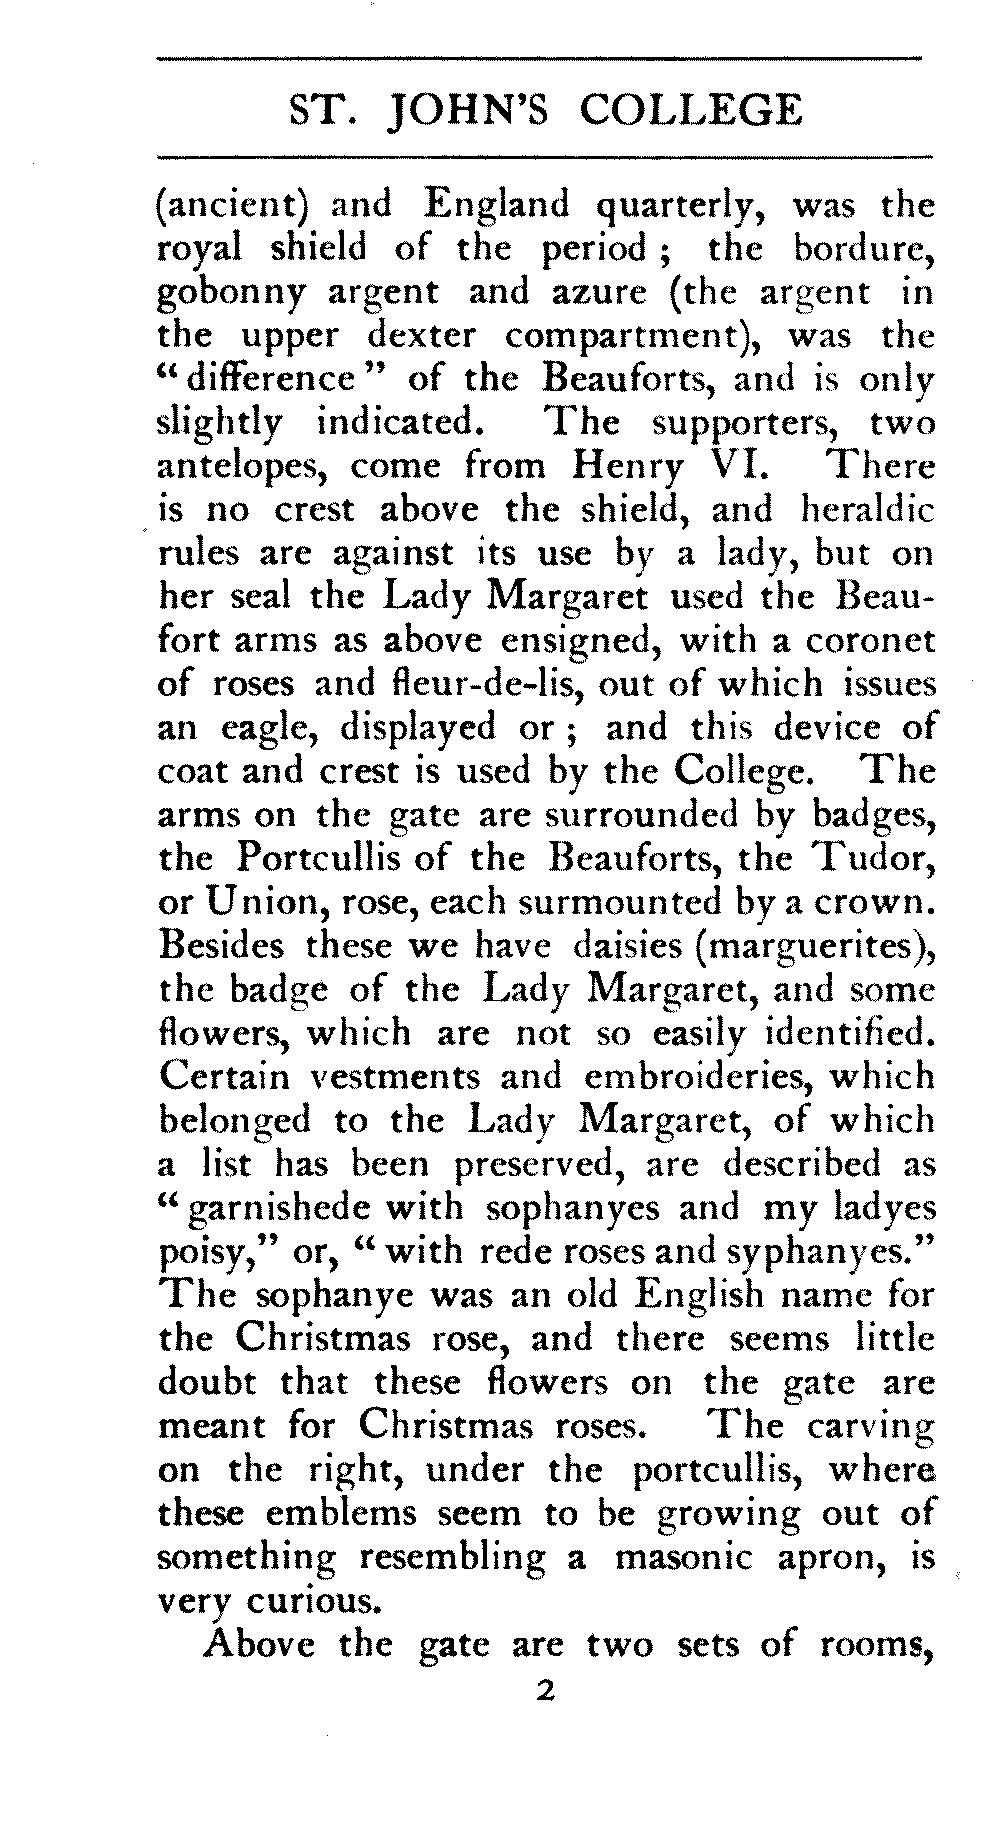 ST. JOHN'S COLLEGE
(ancient) and England quarterly, was the
royal shield of the period ; the bordure,
gobonny argent and azure (the argent in
the upper dexter compartment), was the
“ difference ” of the Beauforts, and is only
slightly indicated. The supporters, two
antelopes, come from Henry VI. There
is no crest above the shield, and heraldic
rules are against its use by a lady, but on
her seal the Lady Margaret used the Beau-
fort arms as above ensigned, with a coronet
of roses and fleur-de-lis, out of which issues
an eagle, displayed or ; and this device of
coat and crest is used by the College. The
arms on the gate are surrounded by badges,
the Portcullis of the Beauforts, the Tudor,
or Union, rose, each surmounted by a crown.
Besides these we have daisies (marguerites),
the badge of the Lady Margaret, and some
flowers, which are not so easily identified.
Certain vestments and embroideries, which
belonged to the Lady Margaret, of which
a list has been preserved, are described as
“ garnishede with sophanyes and my ladyes
poisy,” or, “ with rede roses and syphanyes.”
The sophanye was an old English name for
the Christmas rose, and there seems little
doubt that these flowers on the gate are
meant for Christmas roses. The carving
on the right, under the portcullis, where
these emblems seem to be growing out of
something resembling a masonic apron, is
very curious.
Above the gate are two sets of rooms,
2